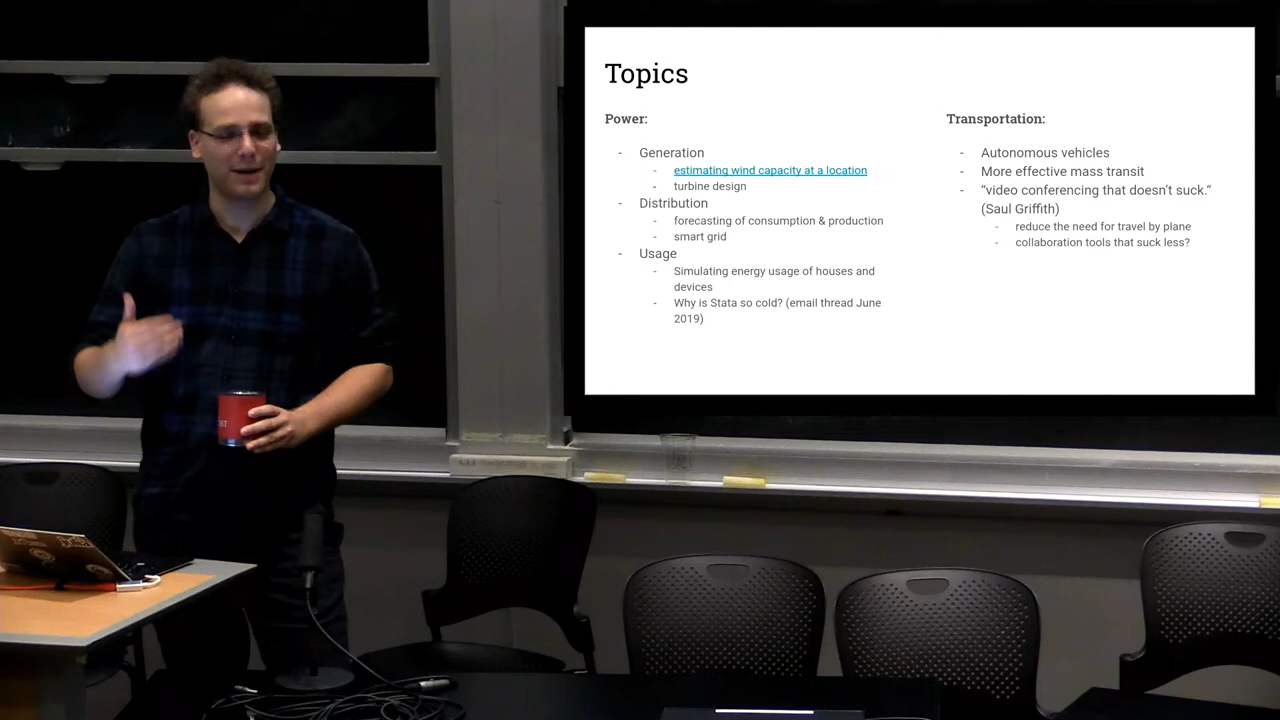 Topics
Power:
- Generation
- estimating wind capacity at a location
- turbine design
- Distribution
- forecasting of consumption & production
- smart grid
- Usage
- Simulating energy usage of houses and
devices
- Why is Stata so cold? (email thread June
2019)
Transportation:
- Autonomous vehicles
- More effective mass transit
- “video conferencing that doesn’t suck.“
(Saul Griffith)
- reduce the need for travel by plane
- collaboration tools that suck less?